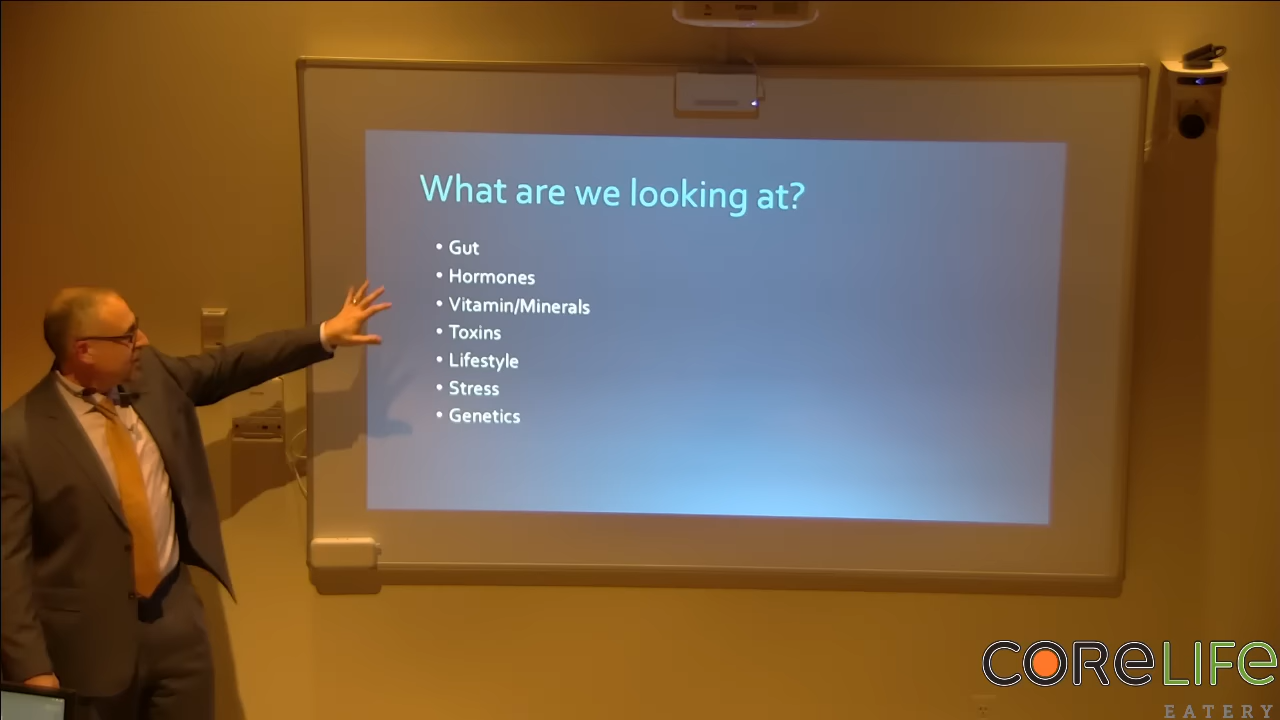 What are we looking at?
• Gut
• Hormones
• Vitamin/Minerals
• Toxins
• Lifestyle
• Stress
• Genetics
CORELIFE
EATERY